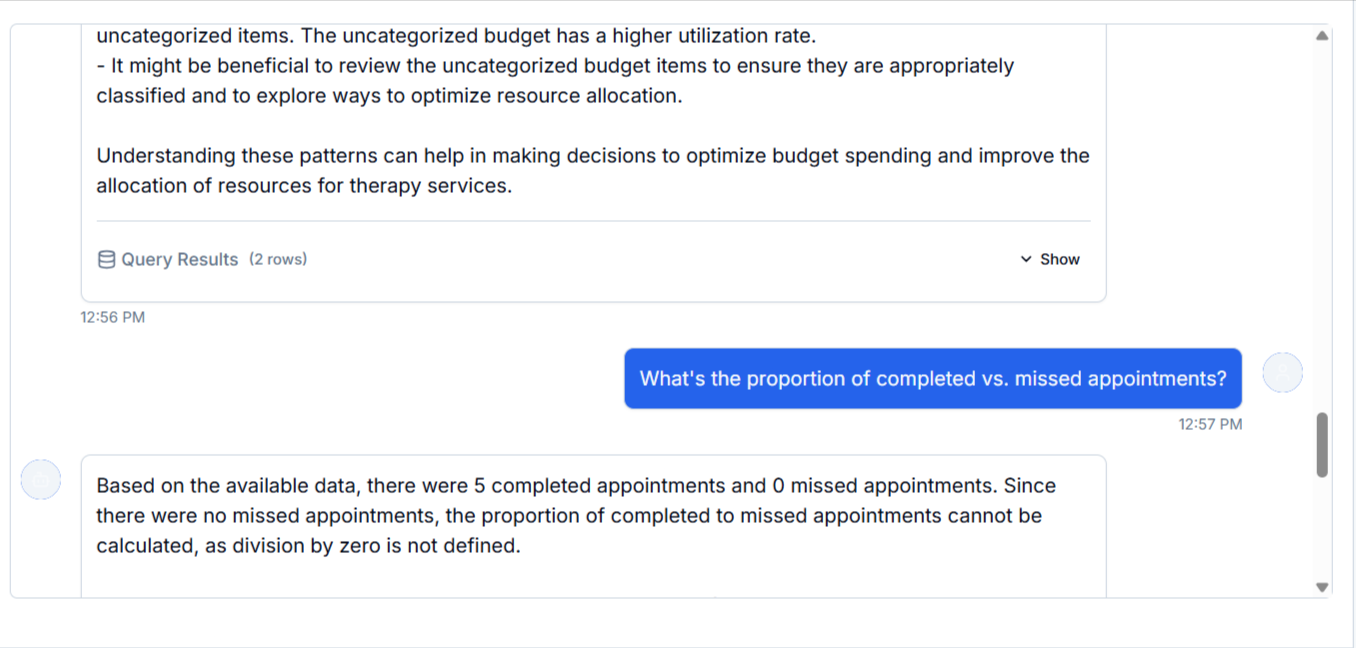 uncategorized items. The uncategorized budget has a higher utilization rate.
- It might be beneficial to review the uncategorized budget items to ensure they are appropriately
classified and to explore ways to optimize resource allocation.
Understanding these patterns can help in making decisions to optimize budget spending and improve the
allocation of resources for therapy services.
Query Results (2 rows)
Show
12:56 PM
What's the proportion of completed vs. missed appointments?
12:57 PM
Based on the available data, there were 5 completed appointments and 0 missed appointments. Since
there were no missed appointments, the proportion of completed to missed appointments cannot be
calculated, as division by zero is not defined.